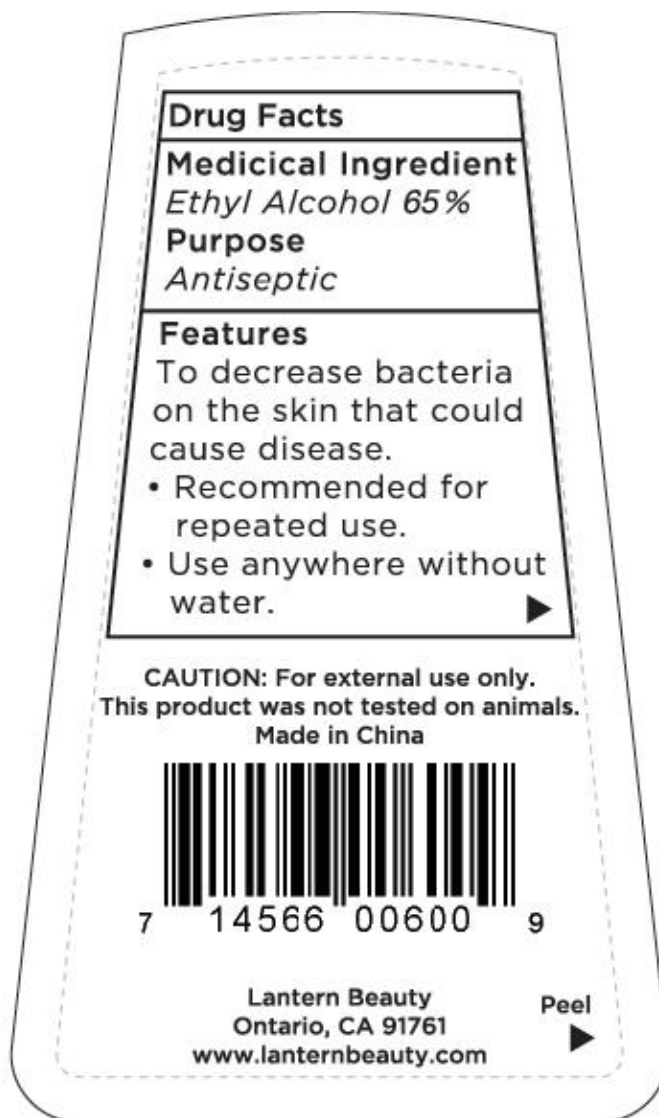 Drug Facts
Medicical Ingredient
Ethyl Alcohol 65%
Purpose
Antiseptic
Features
To decrease bacteria
on the skin that could
cause disease.
• Recommended for
repeated use.
• Use anywhere without
water.
CAUTION: For external use only.
This product was not tested on animals.
Made in China
7 14566 00600 9
Lantern Beauty
Ontario, CA 91761
www.lanternbeauty.com
Peel